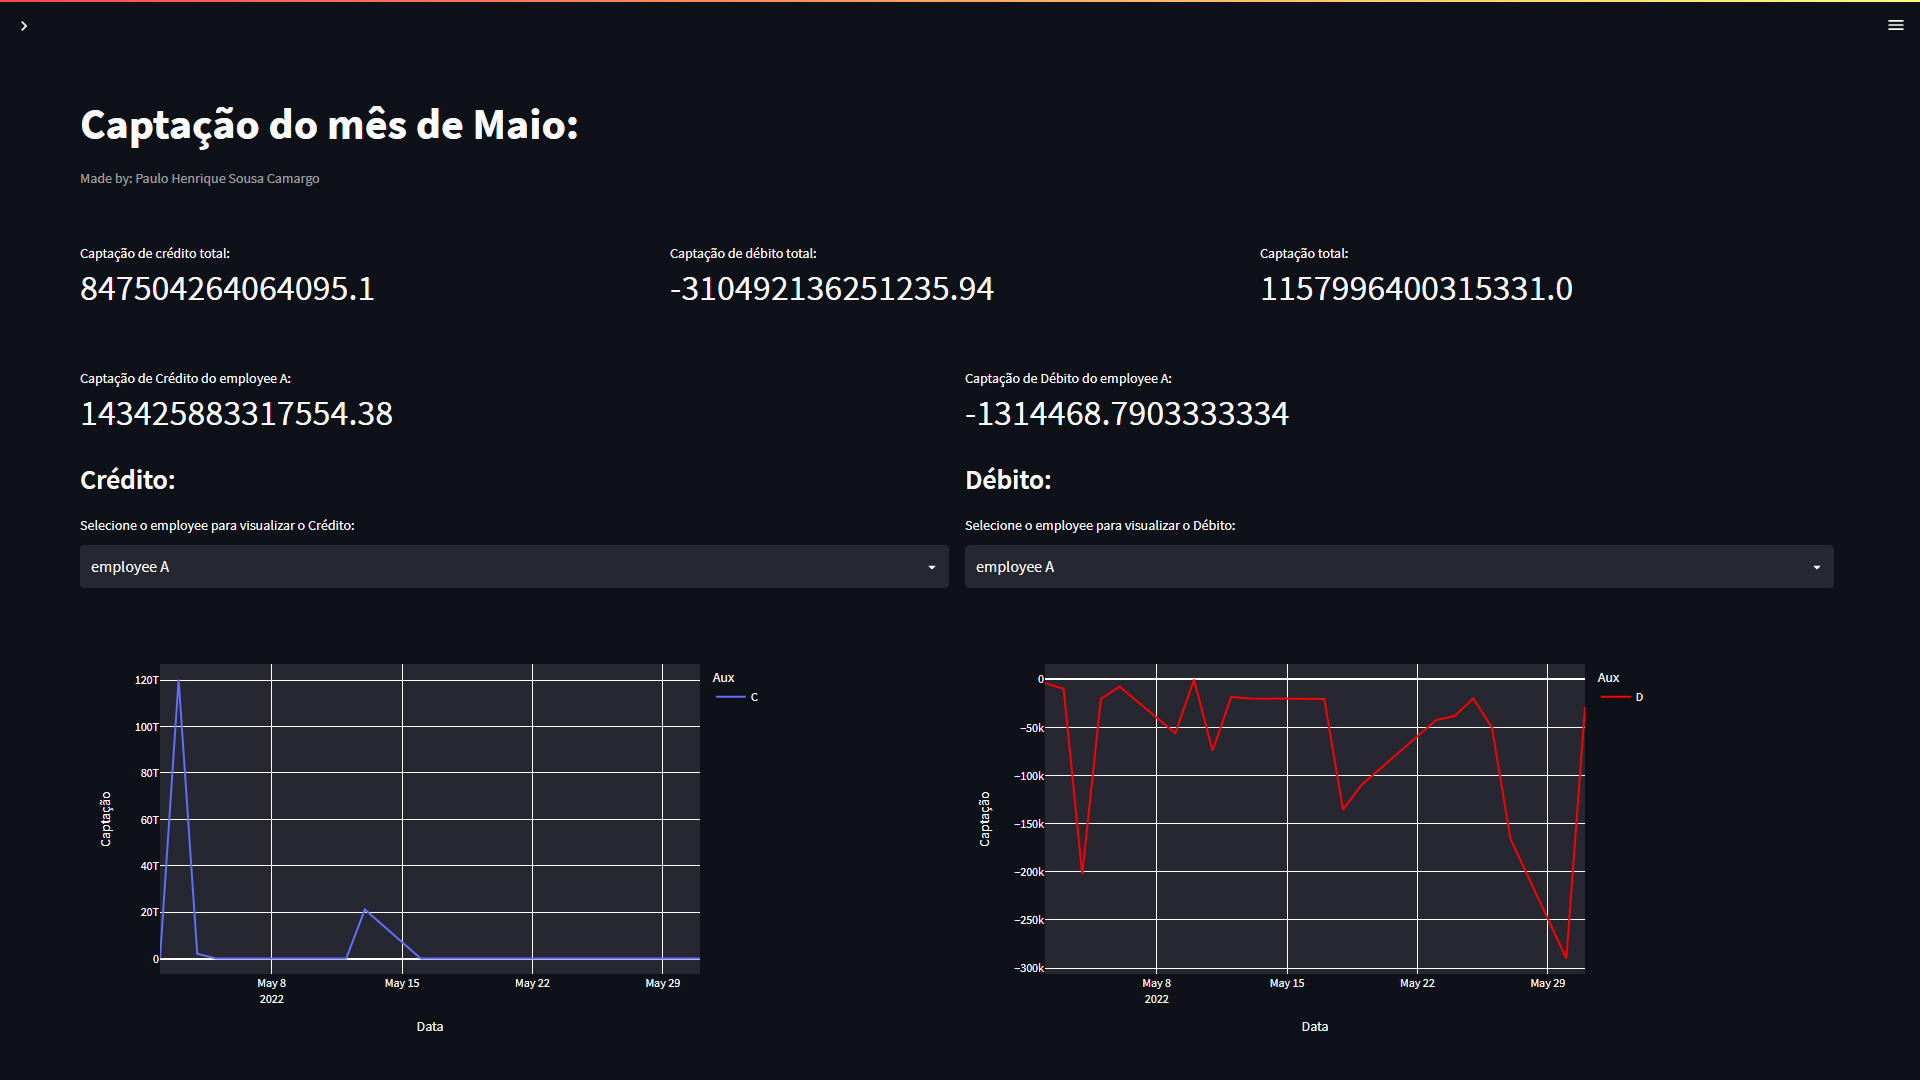 Captação do mês de Maio:
Made by: Paulo Henrique Sousa Camargo
Captação de crédito total:
847504264064095.1
Captação de débito total:
-310492136251235.94
Captação total:
1157996400315331.0
Captação de Crédito do employee A:
143425883317554.38
Captação de Débito do employee A:
-1314468.7903333334
Crédito:
Selecione o employee para visualizar o Crédito:
employee A
Débito:
Selecione o employee para visualizar o Débito:
employee A
120T
100T
80T
60T
40T
20T
0
Captação
May 8
2022
May 15
May 22
May 29
Data
Aux
C
0
−50k
−100k
−150k
−200k
−250k
−300k
Captação
May 8
2022
May 15
May 22
May 29
Data
Aux
D